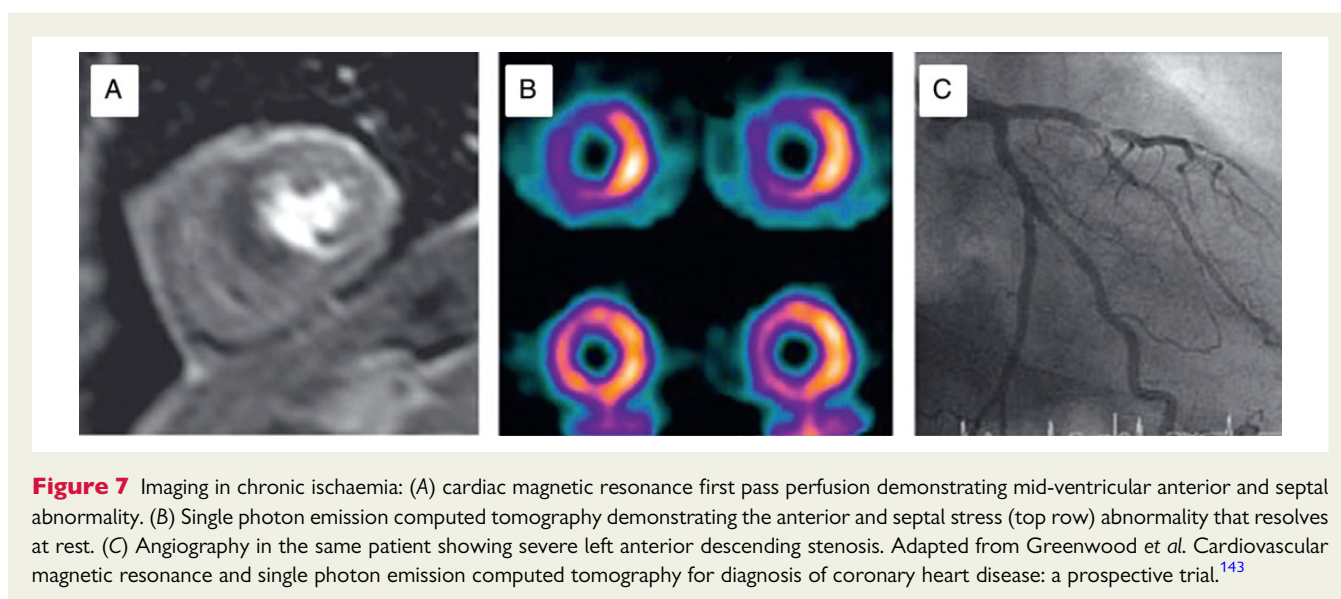 A
B
C
Figure 7 Imaging in chronic ischaemia: (A) cardiac magnetic resonance first pass perfusion demonstrating mid-ventricular anterior and septal
abnormality. (B) Single photon emission computed tomography demonstrating the anterior and septal stress (top row) abnormality that resolves
at rest. (C) Angiography in the same patient showing severe left anterior descending stenosis. Adapted from Greenwood et al. Cardiovascular
magnetic resonance and single photon emission computed tomography for diagnosis of coronary heart disease: a prospective trial.143